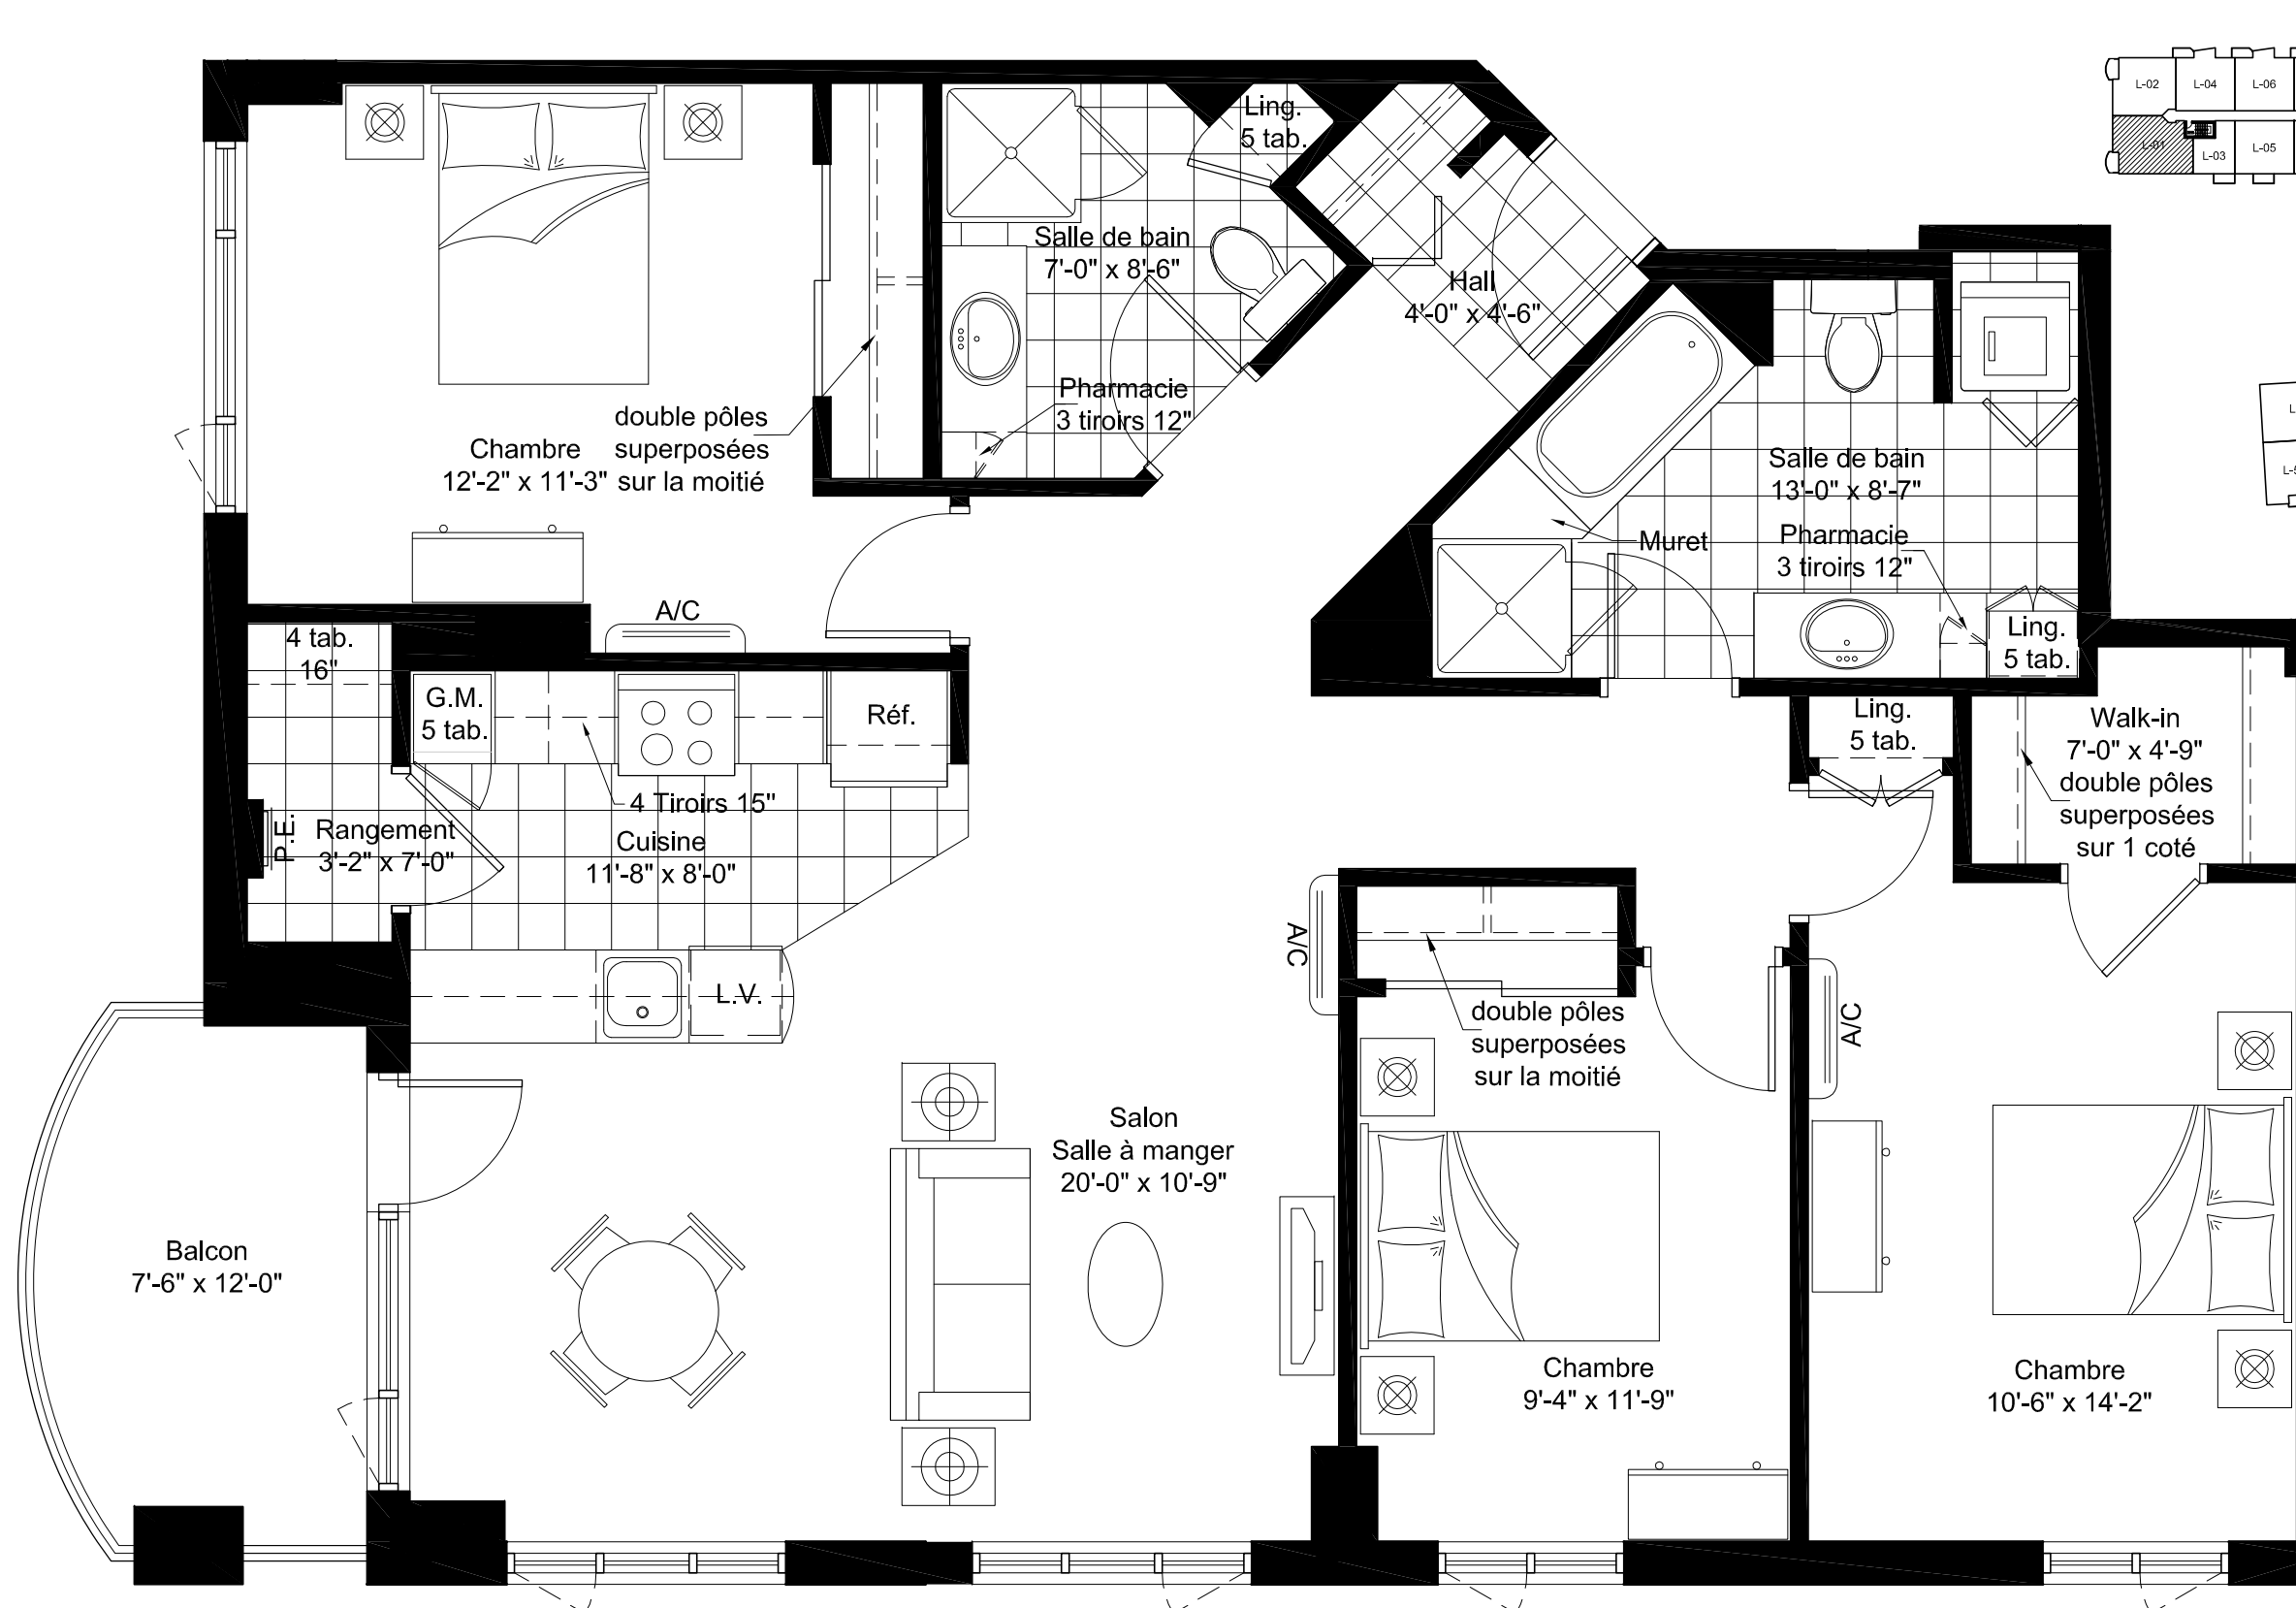 Ling.
5 tab.
Salle de bain
7'-0" x 8'-6"
Hall
4'-0" x 4'-6"
Pharmacie
3 tiroirs 12"
double pôles
superposées
sur la moitié
Chambre
12'-2" x 11'-3"
Salle de bain
13'-0" x 8'-7"
Muret
Pharmacie
3 tiroirs 12"
Ling.
5 tab.
A/C
4 tab.
16"
G.M.
5 tab.
Réf.
4 Tiroirs 15"
P.E.
Rangement
3'-2" x 7'-0"
Cuisine
11'-8" x 8'-0"
L.V.
Ling.
5 tab.
Walk-in
7'-0" x 4'-9"
double pôles
superposées
sur 1 coté
A/C
double pôles
superposées
sur la moitié
A/C
Salon
Salle à manger
20'-0" x 10'-9"
Balcon
7'-6" x 12'-0"
Chambre
9'-4" x 11'-9"
Chambre
10'-6" x 14'-2"
L-02
L-04
L-06
L-01
L-03
L-05